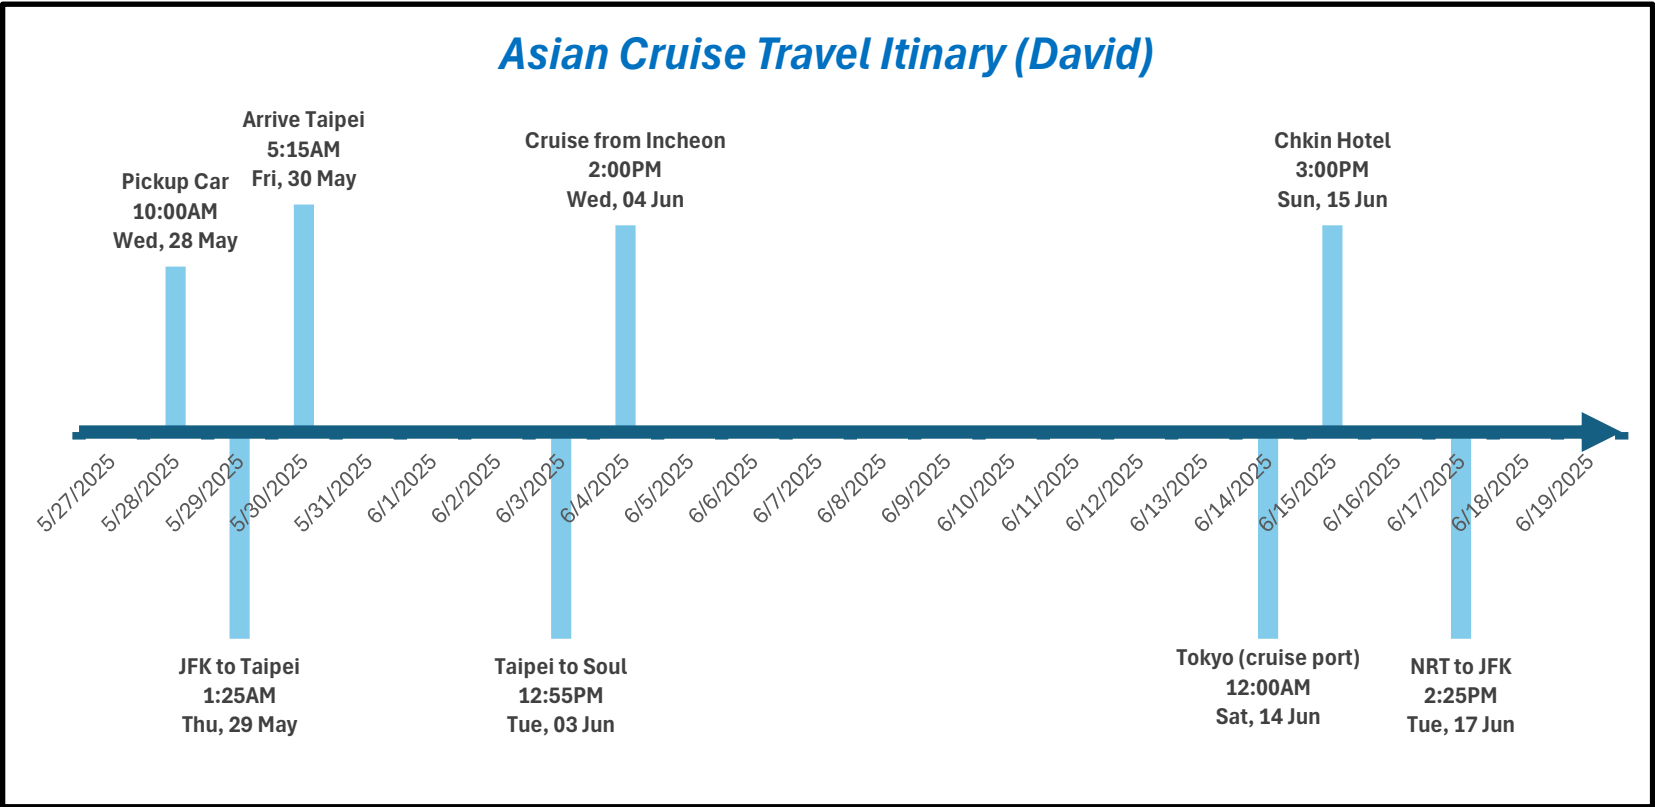 Asian Cruise Travel Itinary (David)
Arrive Taipei
5:15AM
Fri, 30 May
Pickup Car
10:00AM
Wed, 28 May
Cruise from Incheon
2:00PM
Wed, 04 Jun
Chkin Hotel
3:00PM
Sun, 15 Jun
5/27/2025
5/28/2025
5/29/2025
5/30/2025
5/31/2025
6/1/2025
6/2/2025
6/3/2025
6/4/2025
6/5/2025
6/6/2025
6/7/2025
6/8/2025
6/9/2025
6/10/2025
6/11/2025
6/12/2025
6/13/2025
6/14/2025
6/15/2025
6/16/2025
6/17/2025
6/18/2025
6/19/2025
JFK to Taipei
1:25AM
Thu, 29 May
Taipei to Soul
12:55PM
Tue, 03 Jun
Tokyo (cruise port)
12:00AM
Sat, 14 Jun
NRT to JFK
2:25PM
Tue, 17 Jun